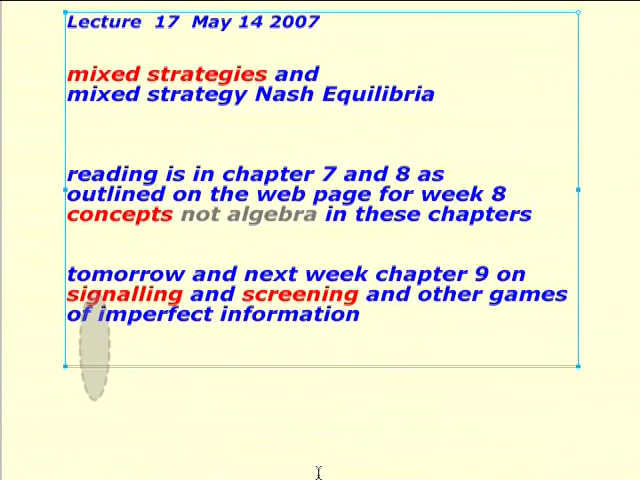 Lecture 17 May 14 2007
mixed strategies and
mixed strategy Nash Equilibria
reading is in chapter 7 and 8 as
outlined on the web page for week 8
concepts not algebra in these chapters
tomorrow and next week chapter 9 on
signalling and screening and other games
of imperfect information